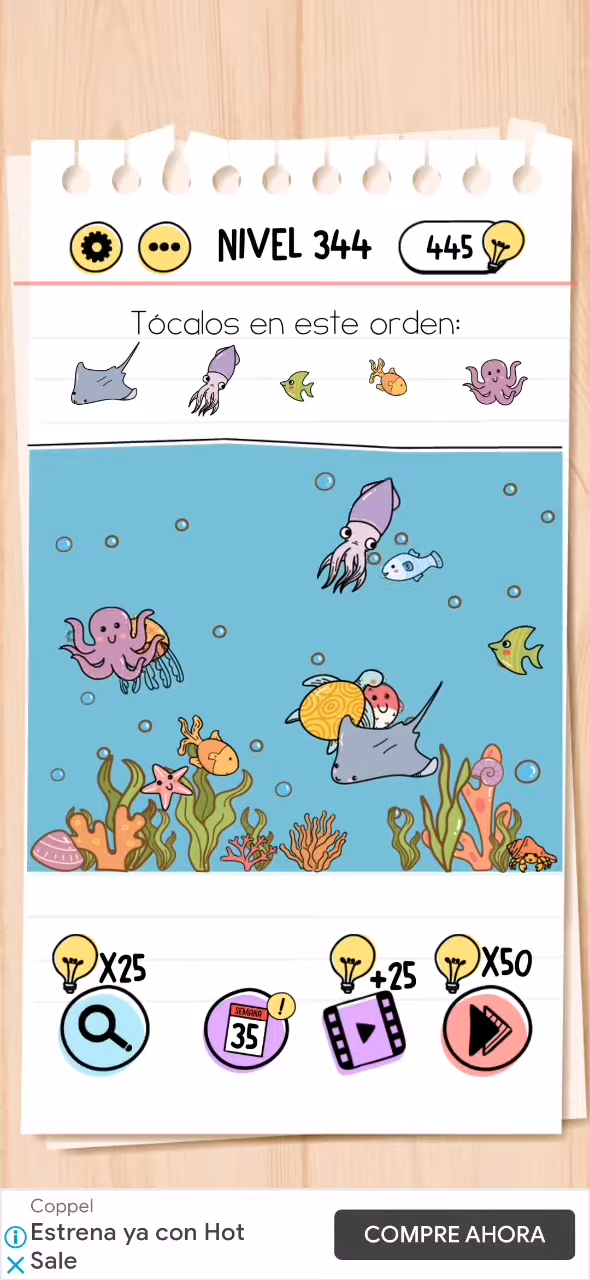 NIVEL 344
445
Tócalos en este orden:
X25
+25
X50
SEMANA
35
!
Coppel
Estrena ya con Hot
Sale
COMPRE AHORA